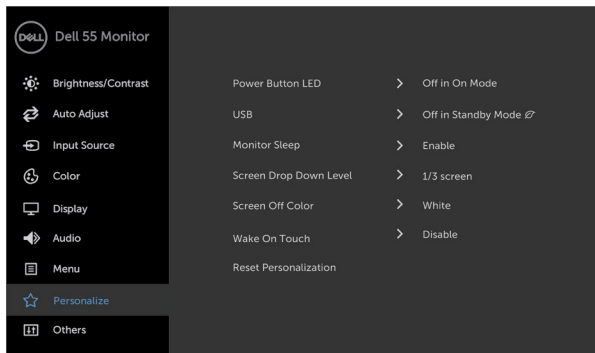 DELL Dell 55 Monitor
Brightness/Contrast
Auto Adjust
Input Source
Color
Display
Audio
Menu
Personalize
Others
Power Button LED > Off in On Mode
USB > Off in Standby Mode
Monitor Sleep > Enable
Screen Drop Down Level > 1/3 screen
Screen Off Color > White
Wake On Touch > Disable
Reset Personalization